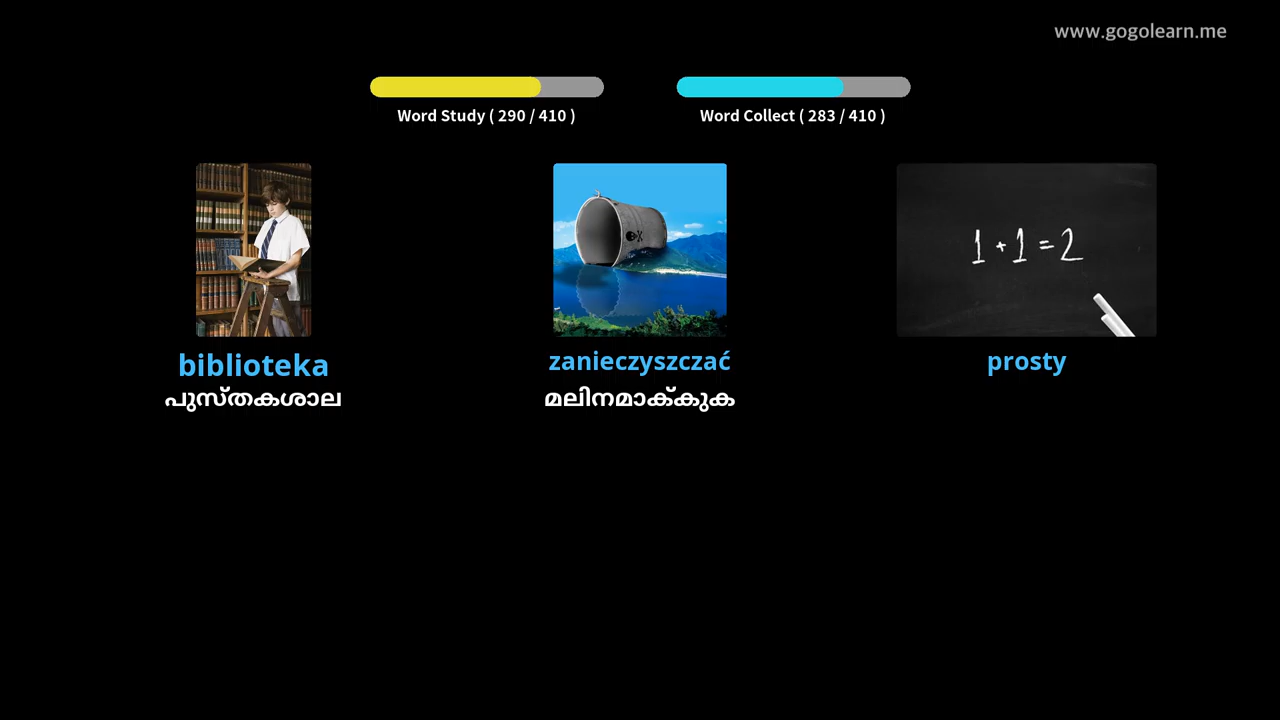 www.gogolearn.me
Word Study ( 290 / 410 )
Word Collect ( 283 / 410 )
1 + 1 = 2
biblioteka
പുസ്തകശാല
zanieczyszczać
മലിനമാക്കുക
prosty